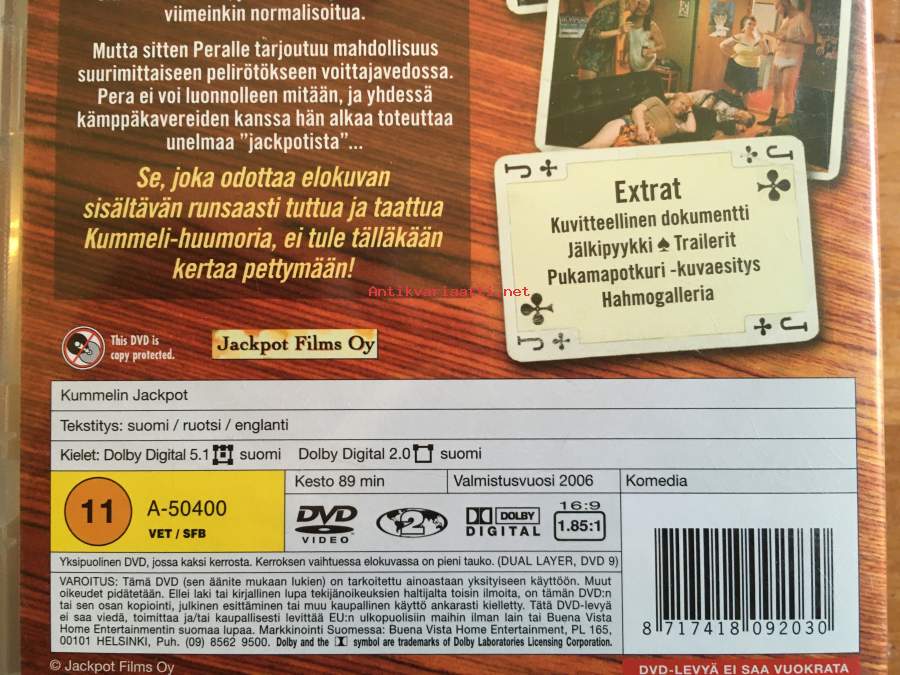 viimeinkin normalisoitua.
Mutta sitten Peralle tarjoutuu mahdollisuus
suurimittaiseen pelirötökseen voittajavedossa.
Pera ei voi luonnolleen mitään, ja yhdessä
kämppäkavereiden kanssa hän alkaa toteuttaa
unelmaa "jackpotista"...
Se, joka odottaa elokuvan
sisältävän runsaasti tuttua ja taattua
Kummeli-huumoria, ei tule tälläkään
kertaa pettymään!
J J
Extrat
Kuvitteellinen dokumentti
Jälkipyykki ♠ Trailerit
Pukamapotkuri -kuvaesitys
Hahmogalleria
J J
Antikvariaatti.net
This DVD is
copy protected.
Jackpot Films Oy
Kummelin Jackpot
Tekstitys: suomi / ruotsi / englanti
Kielet: Dolby Digital 5.1 suomi Dolby Digital 2.0 suomi
11 A-50400
VET / SFB
Kesto 89 min
Valmistusvuosi 2006
Komedia
DVD
VIDEO
2
DOLBY
DIGITAL
16:9
1.85:1
Yksipuolinen DVD, jossa kaksi kerrosta. Kerroksen vaihtuessa elokuvassa on pieni tauko. (DUAL LAYER, DVD 9)
VAROITUS: Tämä DVD (sen äänite mukaan lukien) on tarkoitettu ainoastaan yksityiseen käyttöön. Muut
oikeudet pidätetään. Ellei laki tai kirjallinen lupa tekijänoikeuksien haltijalta toisin ilmoita, on tämän DVD:n
tai sen osan kopiointi, julkinen esittäminen tai muu kaupallinen käyttö ankarasti kielletty. Tätä DVD-levyä
ei saa viedä, toimittaa ja/tai kaupallisesti levittää EU:n ulkopuolisiin maihin ilman lain tai Buena Vista
Home Entertainmentin suomaa lupaa. Markkinointi Suomessa: Buena Vista Home Entertainment, PL 165,
00101 HELSINKI, Puh. (09) 8562 9500. Dolby and the symbol are trademarks of Dolby Laboratories Licensing Corporation.
8 717418 092030
© Jackpot Films Oy
DVD-LEVYÄ EI SAA VUOKRATA